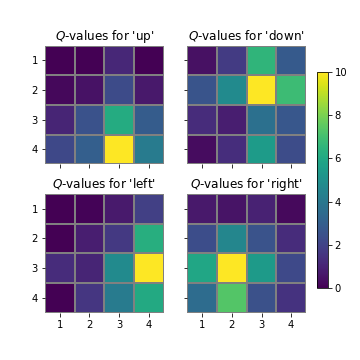 Q-values for 'up'
Q-values for 'down'
1
2
3
4
10
8
6
4
2
0
Q-values for 'left'
Q-values for 'right'
1
2
3
4
1 2 3 4
1 2 3 4